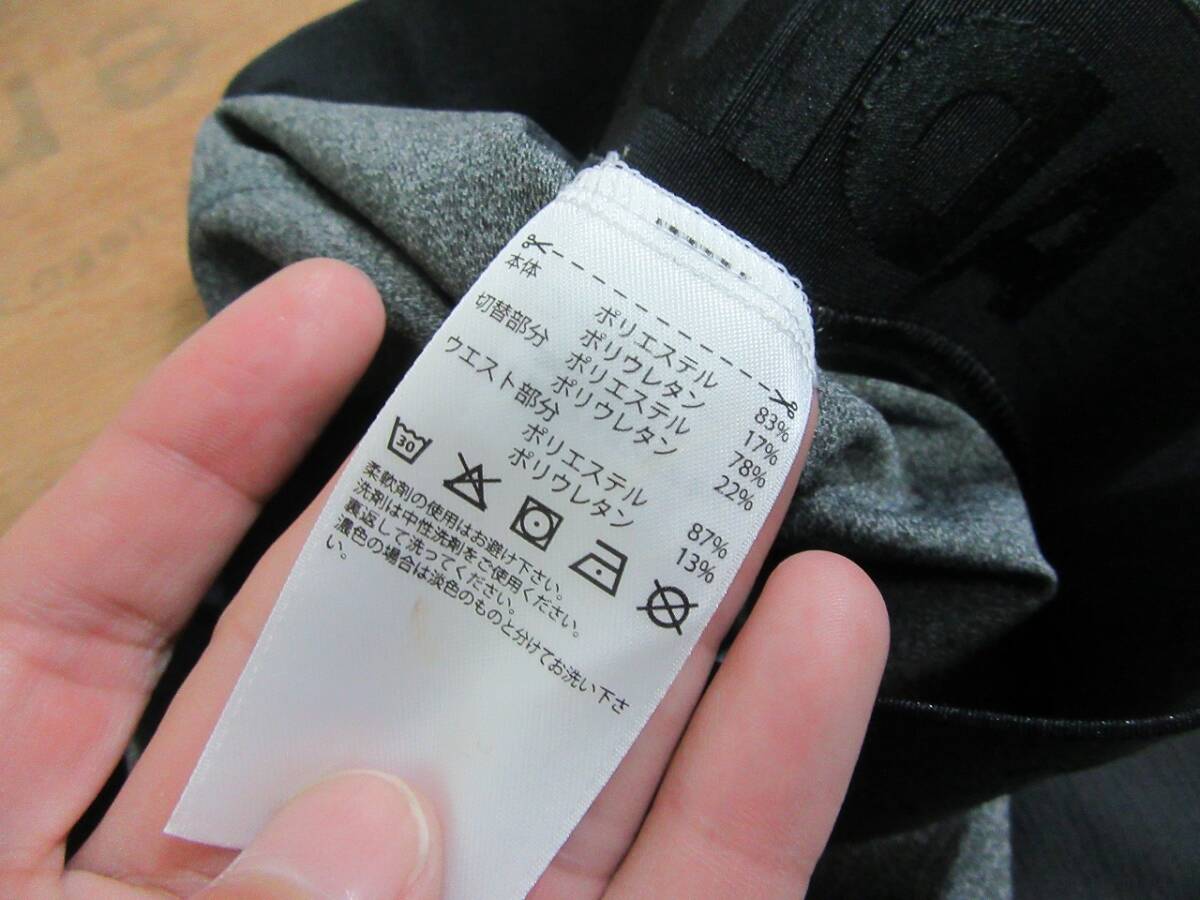 本体
ポリエステル 83%
ポリウレタン 17%
切替部分
ポリエステル 78%
ポリウレタン 22%
ウエスト部分
ポリエステル 87%
ポリウレタン 13%
30
柔軟剤の使用はお避け下さい。
洗剤は中性洗剤をご使用ください。
裏返して洗ってください。
濃色の場合は淡色のものと分けてお洗い下さ
い。